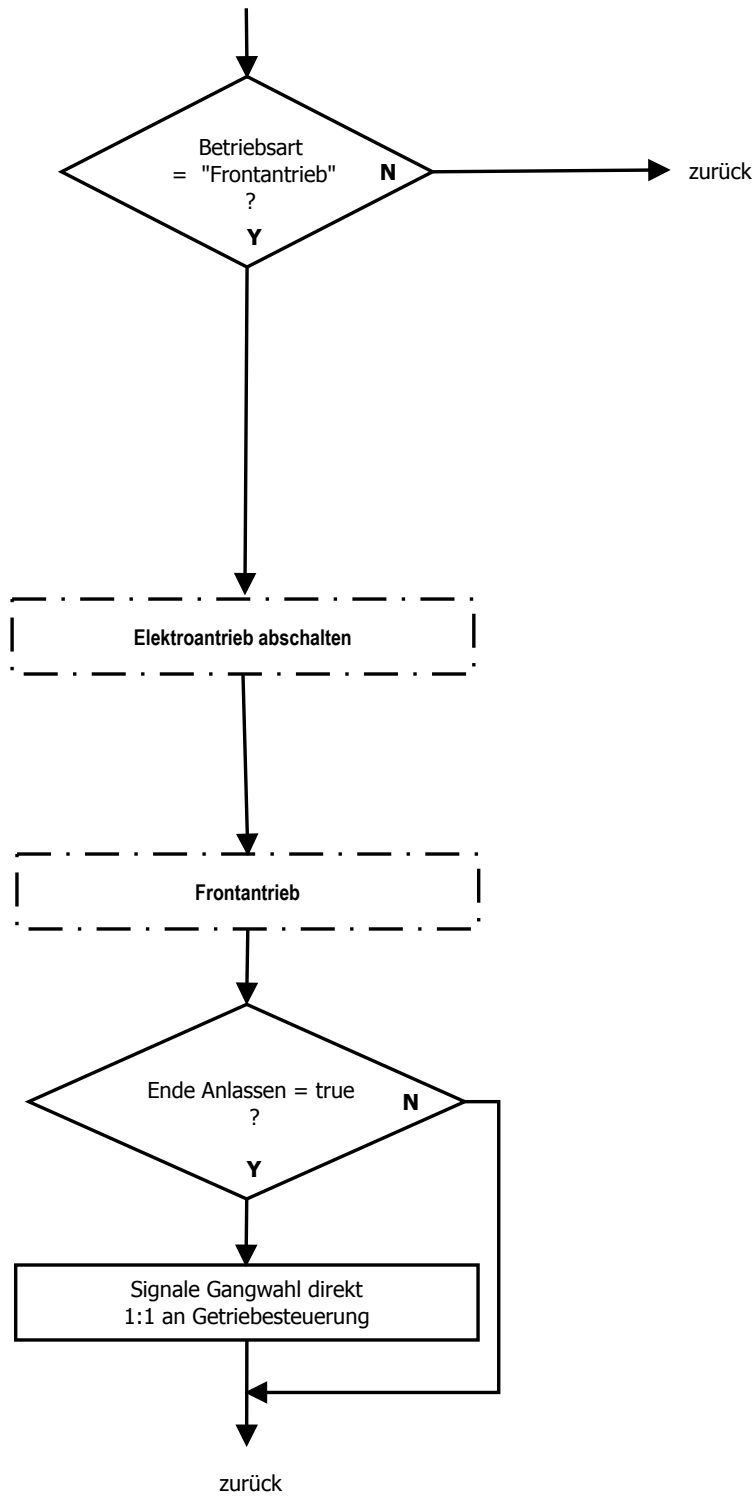 Betriebsart
= "Frontantrieb"
?
N
zurück
Y
Elektroantrieb abschalten
Frontantrieb
Ende Anlassen = true
?
N
Y
Signale Gangwahl direkt
1:1 an Getriebesteuerung
zurück